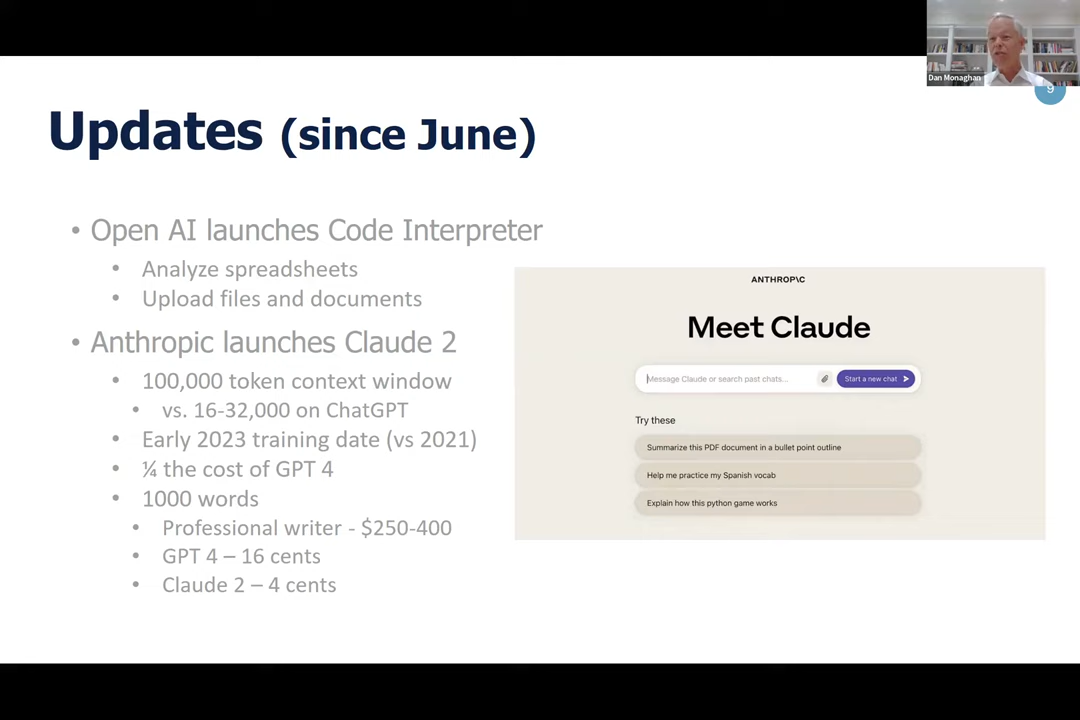 Dan Monaghan
9
Updates (since June)
• Open AI launches Code Interpreter
• Analyze spreadsheets
• Upload files and documents
• Anthropic launches Claude 2
• 100,000 token context window
• vs. 16-32,000 on ChatGPT
• Early 2023 training date (vs 2021)
• ¼ the cost of GPT 4
• 1000 words
• Professional writer - $250-400
• GPT 4 – 16 cents
• Claude 2 – 4 cents
ANTHROP\C
Meet Claude
Message Claude or search past chats...
Start a new chat
Try these
Summarize this PDF document in a bullet point outline
Help me practice my Spanish vocab
Explain how this python game works